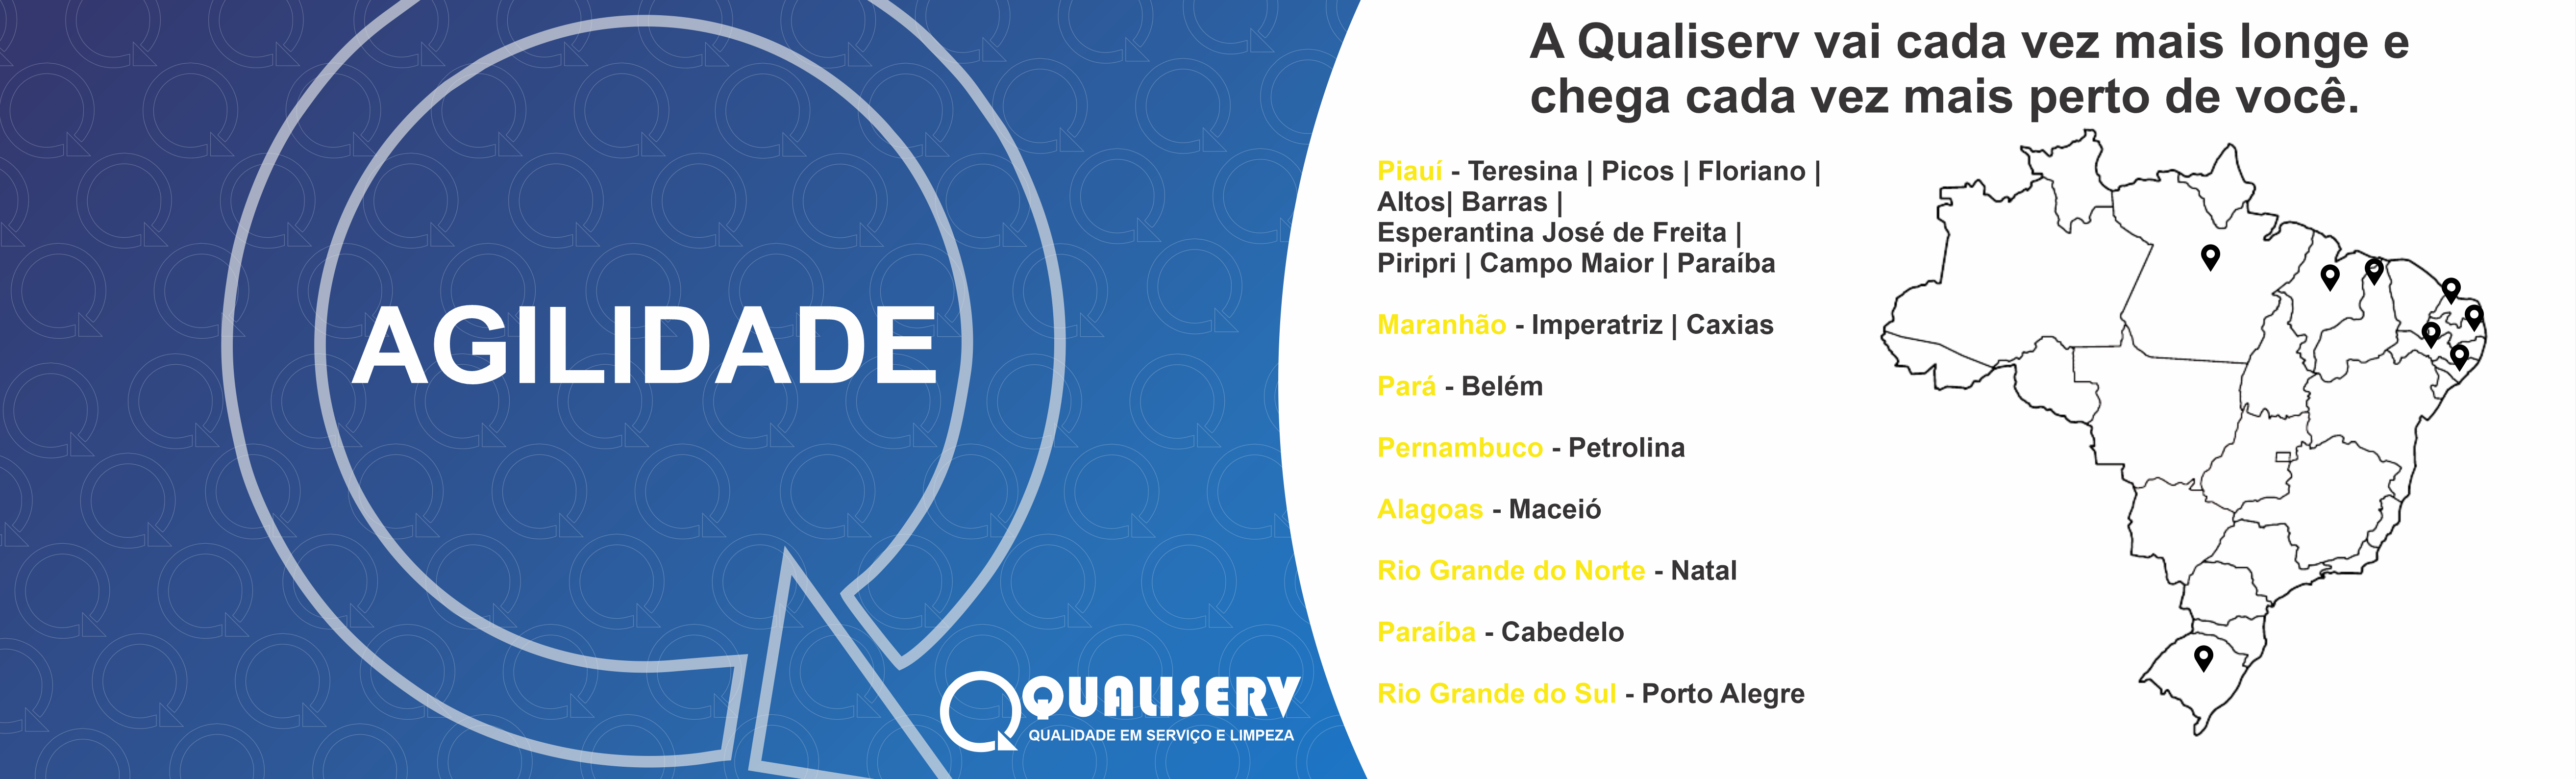 AGILIDADE
QUALISERV
QUALIDADE EM SERVIÇO E LIMPEZA
A Qualiserv vai cada vez mais longe e
chega cada vez mais perto de você.
Piauí - Teresina | Picos | Floriano |
Altos| Barras |
Esperantina José de Freita |
Piripri | Campo Maior | Paraíba
Maranhão - Imperatriz | Caxias
Pará - Belém
Pernambuco - Petrolina
Alagoas - Maceió
Rio Grande do Norte - Natal
Paraíba - Cabedelo
Rio Grande do Sul - Porto Alegre